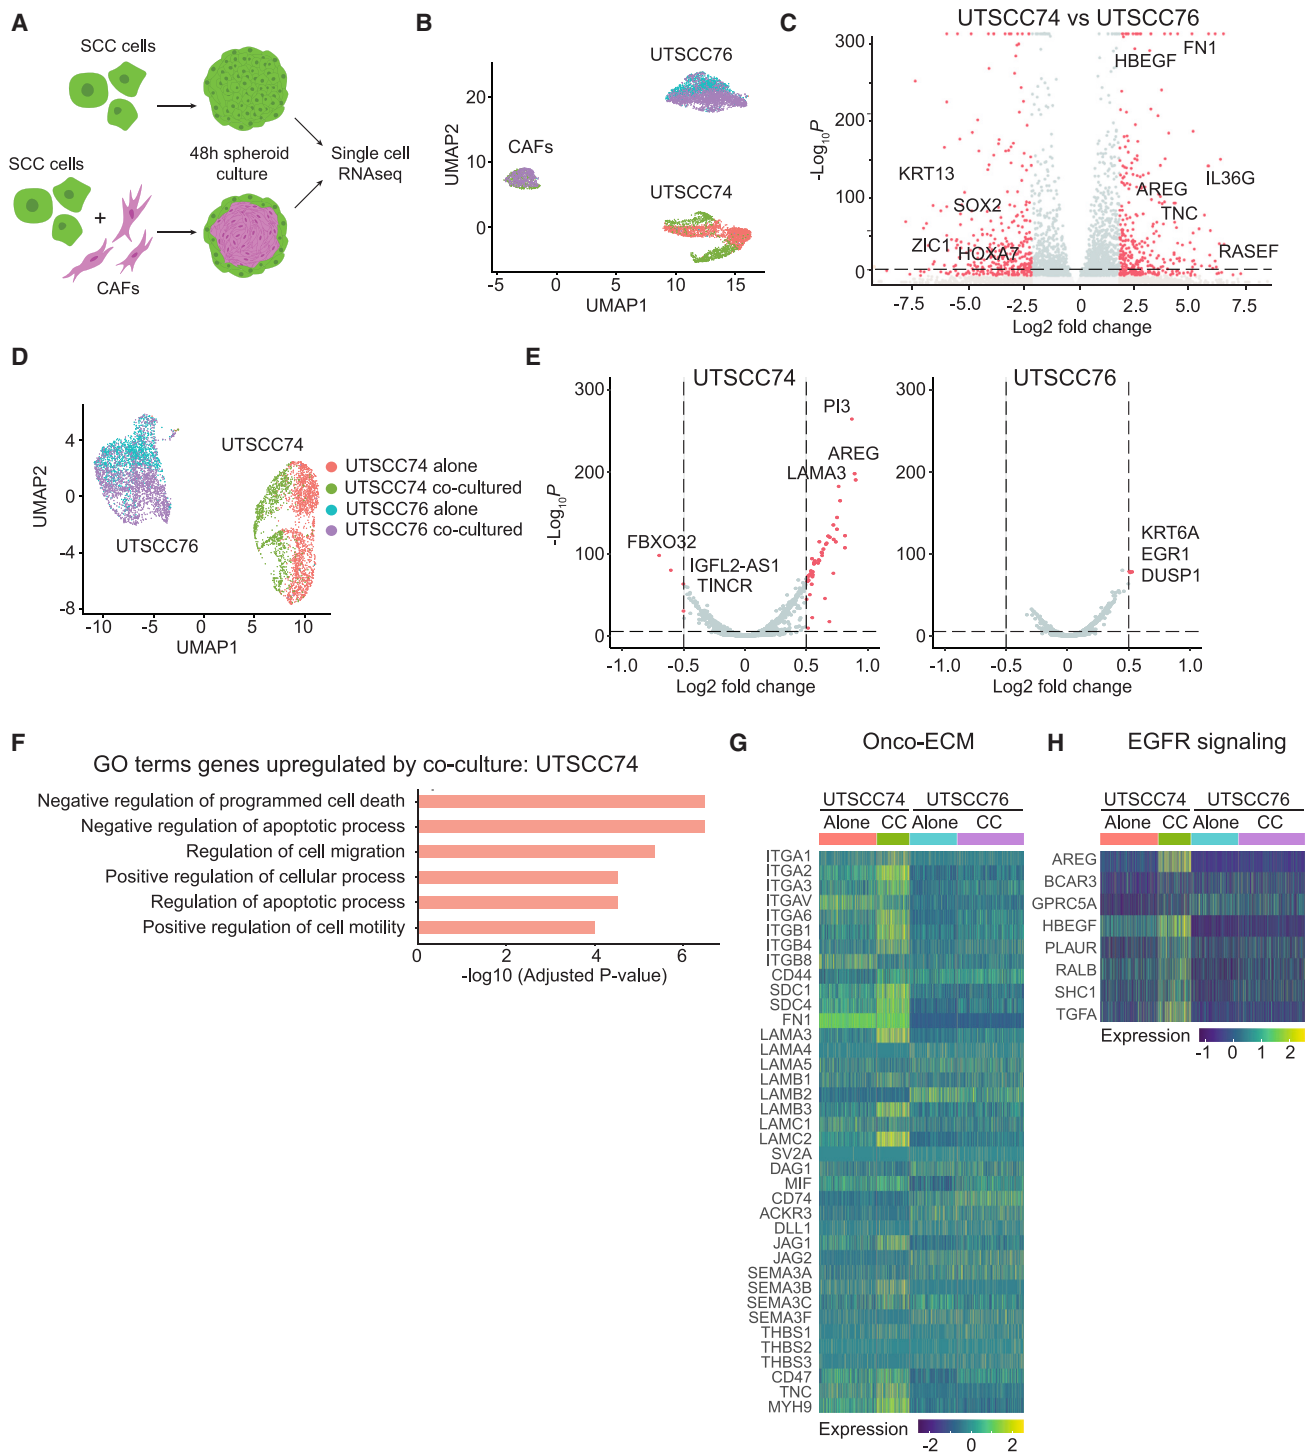 A
SCC cells
SCC cells
+
CAFs
48h spheroid
culture
Single cell
RNAseq
B
UTSCC76
CAFs
UTSCC74
UMAP2
20
10
0
-5
0
5
10
15
UMAP1
C
UTSCC74 vs UTSCC76
FN1
HBEGF
KRT13
IL36G
AREG
SOX2
TNC
ZIC1
HOXA7
RASEF
-Log10P
300
200
100
0
-7.5
-5.0
-2.5
0
2.5
5.0
7.5
Log2 fold change
D
UTSCC74
UTSCC76
UMAP2
4
0
-4
-8
-10
-5
0
5
10
UMAP1
UTSCC74 alone
UTSCC74 co-cultured
UTSCC76 alone
UTSCC76 co-cultured
E
UTSCC74
PI3
AREG
LAMA3
FBXO32
IGFL2-AS1
TINCR
-Log10P
300
200
100
0
-1.0
-0.5
0
0.5
1.0
Log2 fold change
UTSCC76
KRT6A
EGR1
DUSP1
300
200
100
0
-1.0
-0.5
0
0.5
1.0
Log2 fold change
F
GO terms genes upregulated by co-culture: UTSCC74
Negative regulation of programmed cell death
Negative regulation of apoptotic process
Regulation of cell migration
Positive regulation of cellular process
Regulation of apoptotic process
Positive regulation of cell motility
0
2
4
6
-log10 (Adjusted P-value)
G
Onco-ECM
UTSCC74 UTSCC76
Alone CC Alone CC
ITGA1
ITGA2
ITGA3
ITGAV
ITGA6
ITGB1
ITGB4
ITGB8
CD44
SDC1
SDC4
FN1
LAMA3
LAMA4
LAMA5
LAMB1
LAMB2
LAMB3
LAMC1
LAMC2
SV2A
DAG1
MIF
CD74
ACKR3
DLL1
JAG1
JAG2
SEMA3A
SEMA3B
SEMA3C
SEMA3F
THBS1
THBS2
THBS3
CD47
TNC
MYH9
Expression
-2 0 2
H
EGFR signaling
UTSCC74 UTSCC76
Alone CC Alone CC
AREG
BCAR3
GPRC5A
HBEGF
PLAUR
RALB
SHC1
TGFA
Expression
-1 0 1 2